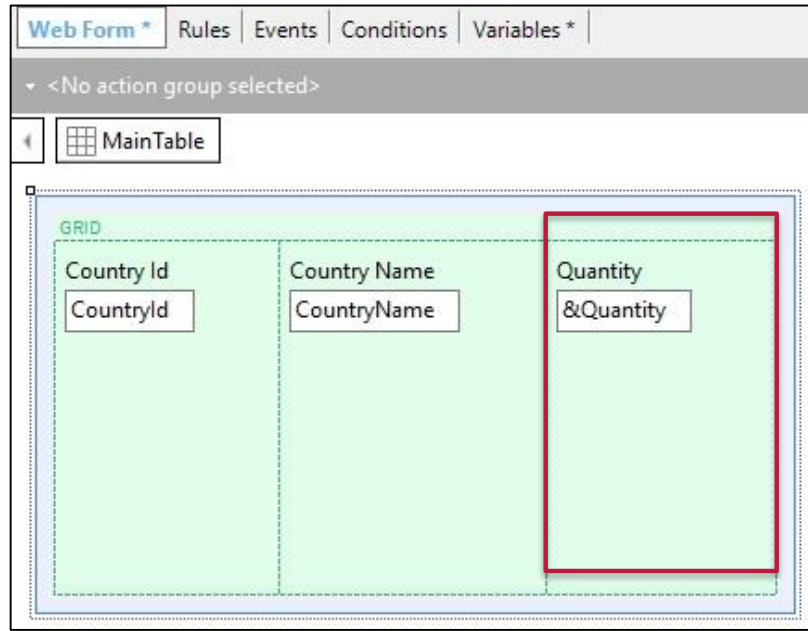 Web Form * Rules Events Conditions Variables *
<No action group selected>
MainTable
GRID
Country Id Country Name Quantity
CountryId CountryName &Quantity